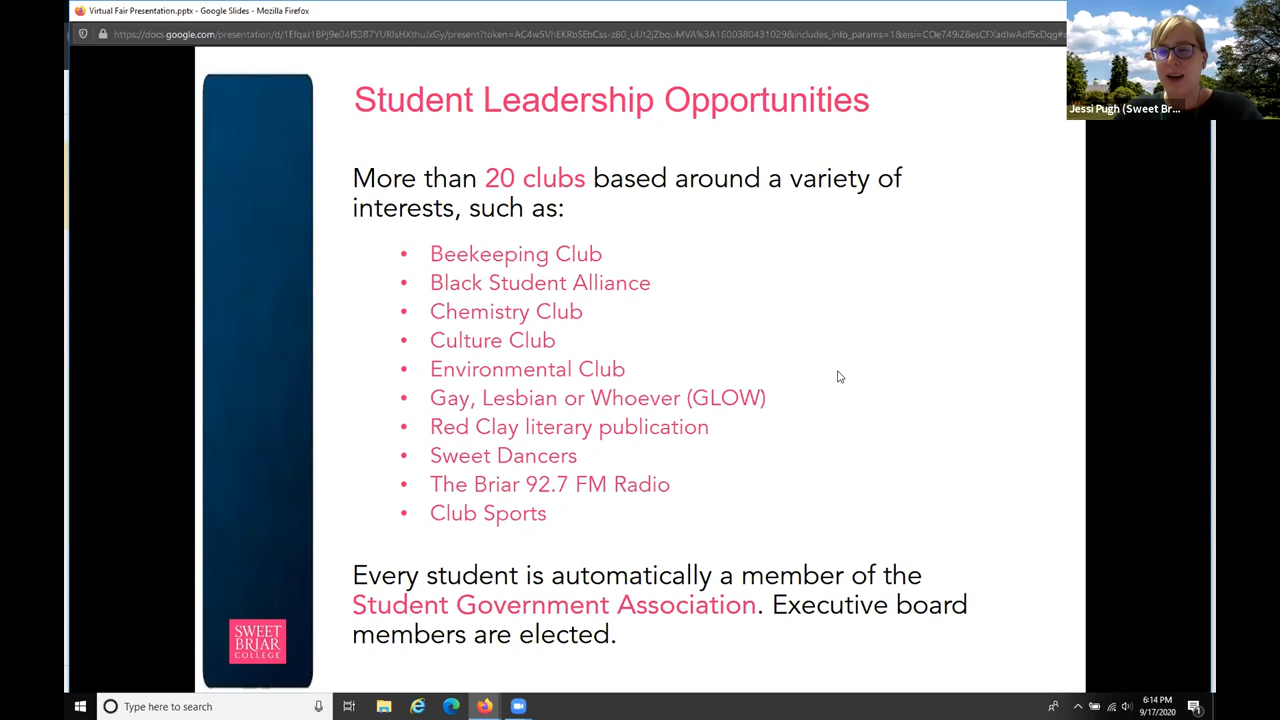 Virtual Fair Presentation.pptx - Google Slides - Mozilla Firefox
Jessi Pugh (Sweet Br...
Student Leadership Opportunities
More than 20 clubs based around a variety of
interests, such as:
• Beekeeping Club
• Black Student Alliance
• Chemistry Club
• Culture Club
• Environmental Club
• Gay, Lesbian or Whoever (GLOW)
• Red Clay literary publication
• Sweet Dancers
• The Briar 92.7 FM Radio
• Club Sports
Every student is automatically a member of the
Student Government Association. Executive board
members are elected.
SWEET
BRIAR
COLLEGE
Type here to search
6:14 PM
9/17/2020